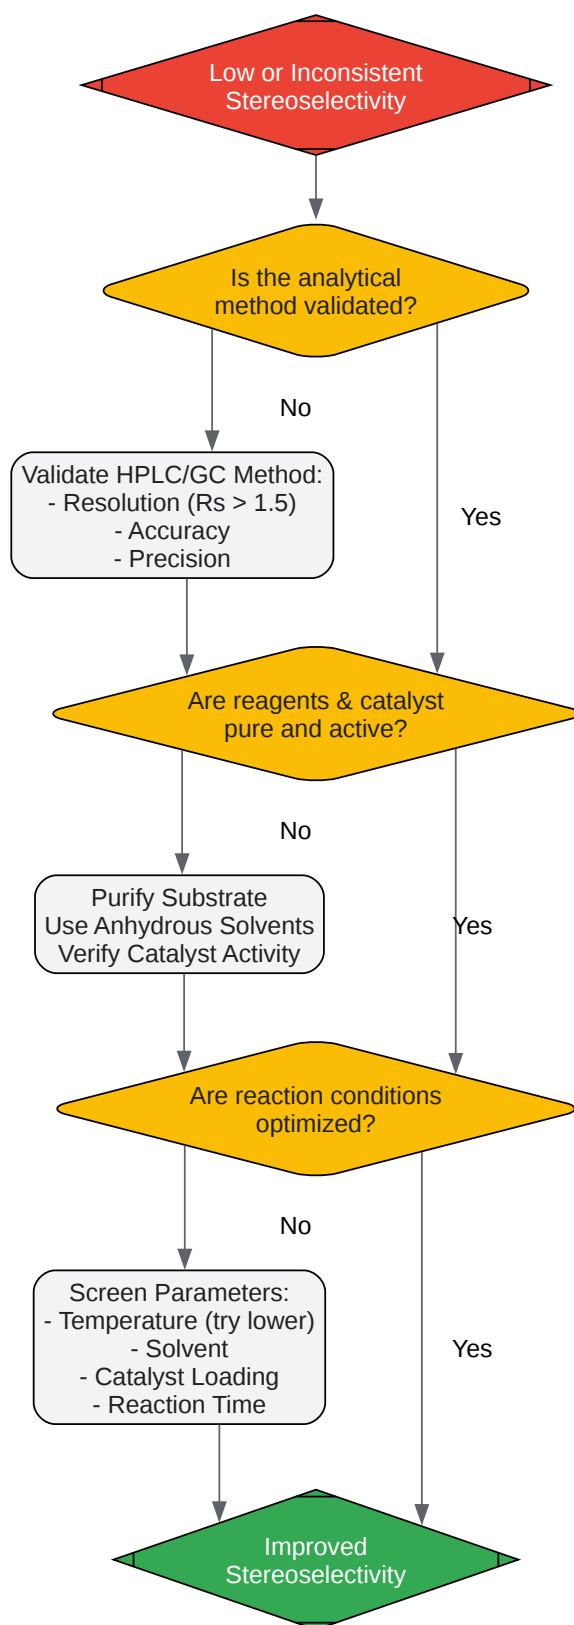 Low or Inconsistent
Stereoselectivity
Is the analytical
method validated?
No
Validate HPLC/GC Method:
- Resolution (Rs > 1.5)
- Accuracy
- Precision
Yes
Are reagents & catalyst
pure and active?
No
Purify Substrate
Use Anhydrous Solvents
Verify Catalyst Activity
Yes
Are reaction conditions
optimized?
No
Screen Parameters:
- Temperature (try lower)
- Solvent
- Catalyst Loading
- Reaction Time
Yes
Improved
Stereoselectivity